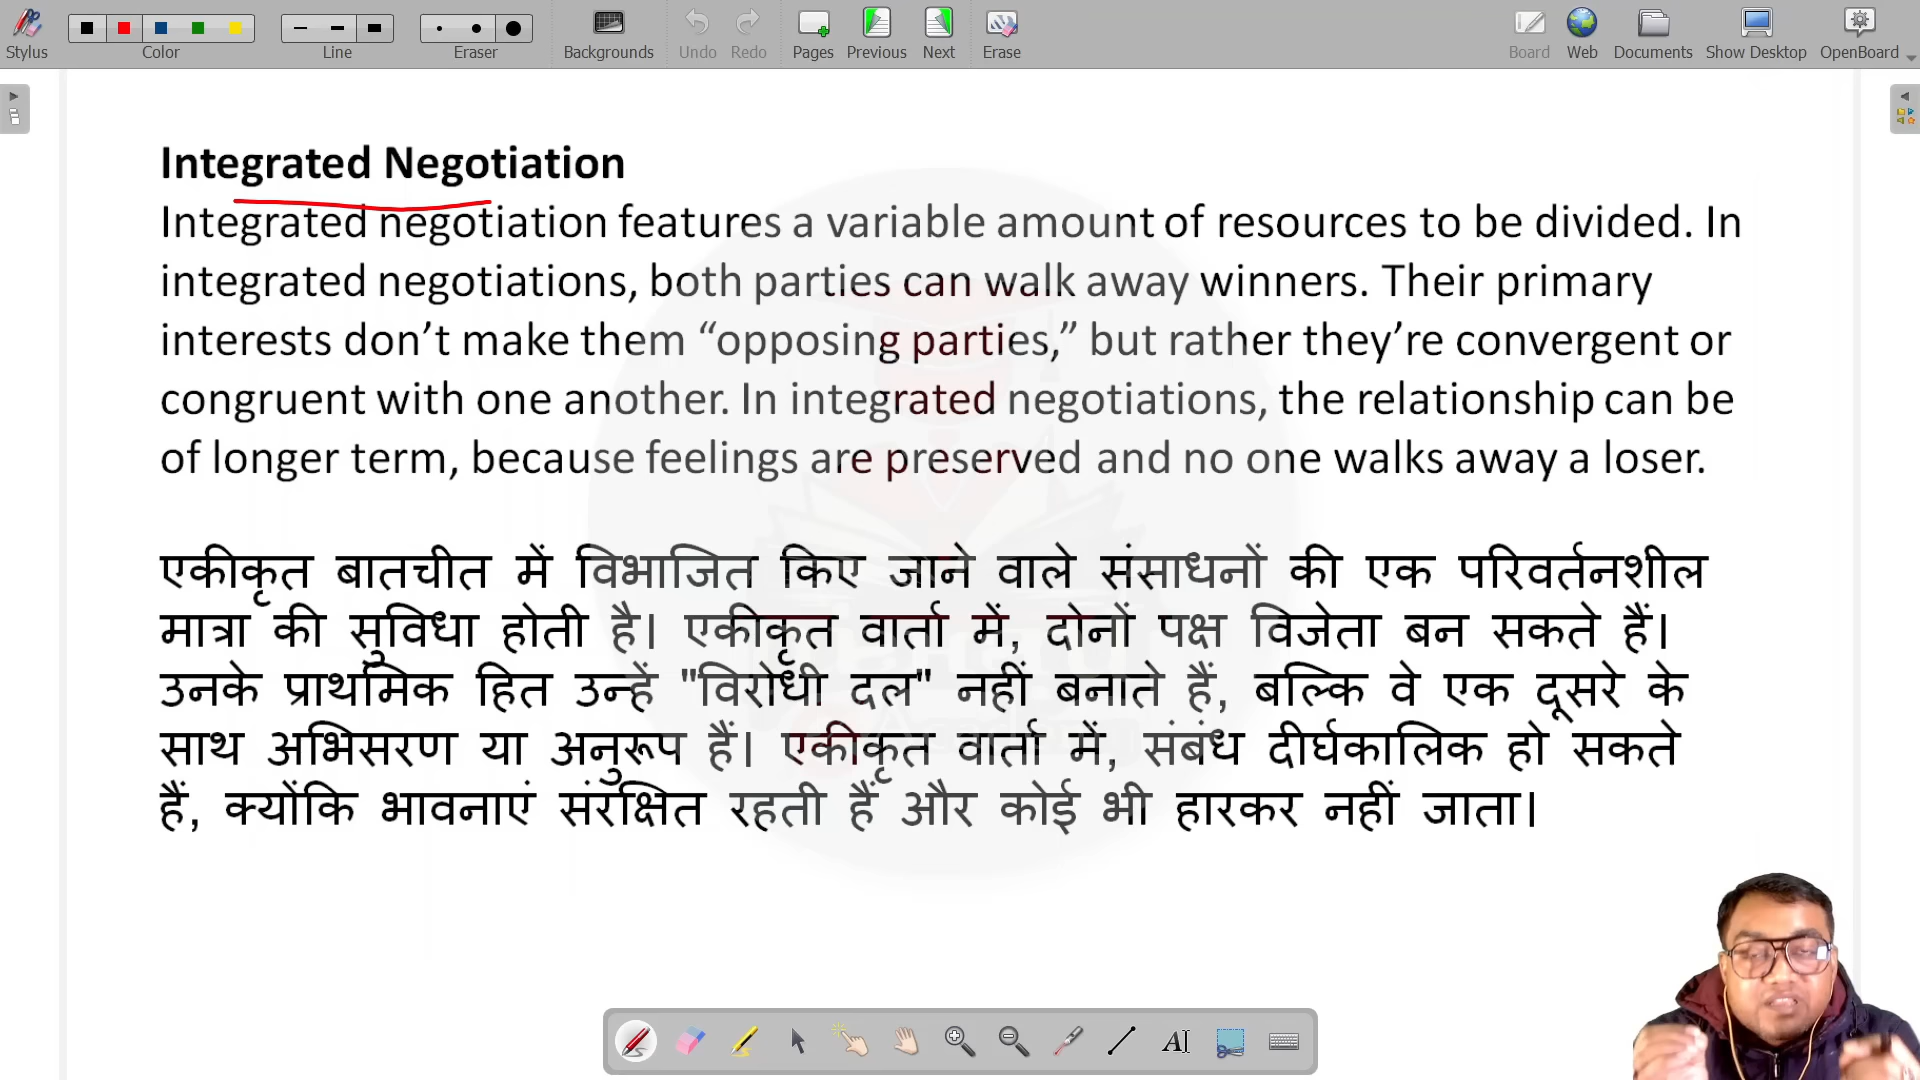 Stylus
Color
Line
Eraser
Backgrounds
Undo
Redo
Pages
Previous
Next
Erase
Board
Web
Documents
Show Desktop
OpenBoard
Integrated Negotiation
Integrated negotiation features a variable amount of resources to be divided. In
integrated negotiations, both parties can walk away winners. Their primary
interests don’t make them “opposing parties,” but rather they’re convergent or
congruent with one another. In integrated negotiations, the relationship can be
of longer term, because feelings are preserved and no one walks away a loser.
एकीकृत बातचीत में विभाजित किए जाने वाले संसाधनों की एक परिवर्तनशील
मात्रा की सुविधा होती है। एकीकृत वार्ता में, दोनों पक्ष विजेता बन सकते हैं।
उनके प्राथमिक हित उन्हें "विरोधी दल" नहीं बनाते हैं, बल्कि वे एक दूसरे के
साथ अभिसरण या अनुरूप हैं। एकीकृत वार्ता में, संबंध दीर्घकालिक हो सकते
हैं, क्योंकि भावनाएं संरक्षित रहती हैं और कोई भी हारकर नहीं जाता।
AI